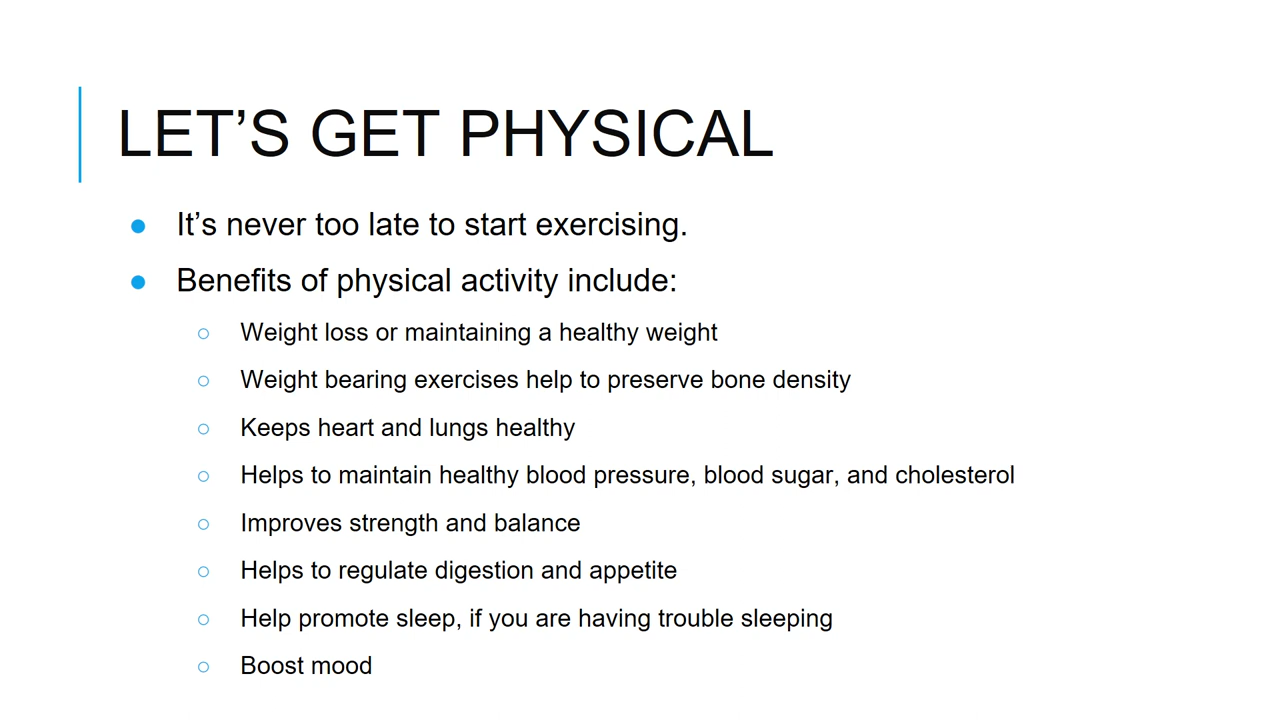 LET’S GET PHYSICAL
● It’s never too late to start exercising.
● Benefits of physical activity include:
○ Weight loss or maintaining a healthy weight
○ Weight bearing exercises help to preserve bone density
○ Keeps heart and lungs healthy
○ Helps to maintain healthy blood pressure, blood sugar, and cholesterol
○ Improves strength and balance
○ Helps to regulate digestion and appetite
○ Help promote sleep, if you are having trouble sleeping
○ Boost mood